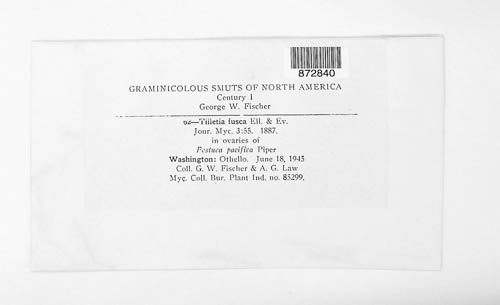 872840
GRAMINICOLOUS SMUTS OF NORTH AMERICA
Century I
George W. Fischer
62—Tilletia fusca Ell. & Ev.
Jour. Myc. 3:55. 1887.
in ovaries of
Festuca pacifica Piper
Washington: Othello. June 18, 1945
Coll. G. W. Fischer & A. G. Law
Myc. Coll. Bur. Plant Ind. no. 85299.